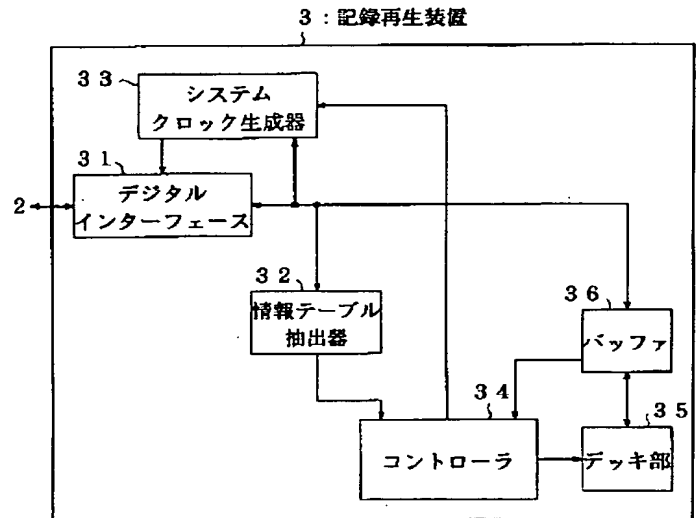 3：記録再生装置
33
システム
クロック生成器
31
デジタル
インターフェース
2
32
情報テーブル
抽出器
36
バッファ
34
コントローラ
35
デッキ部